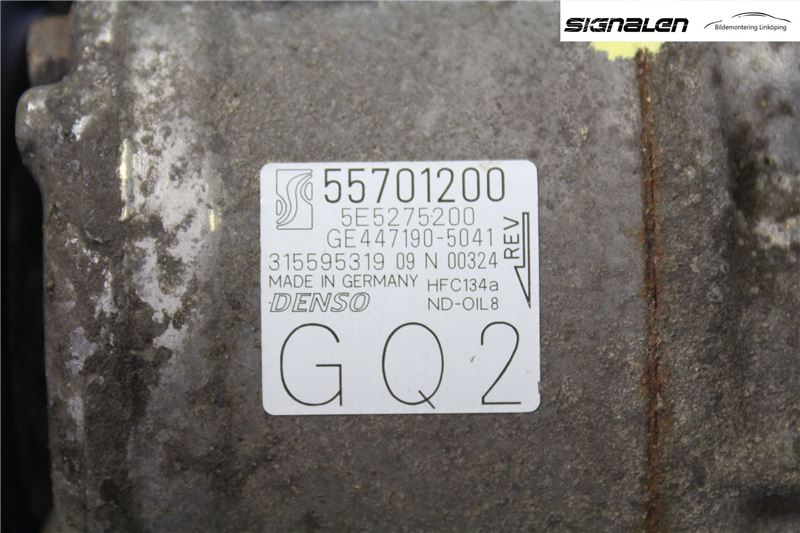 SIGNALEN
Bildemontering Linköping
55701200
5E5275200
GE447190-5041
REV
315595319 09 N 00324
MADE IN GERMANY HFC134a
DENSO ND-OIL8
GQ2